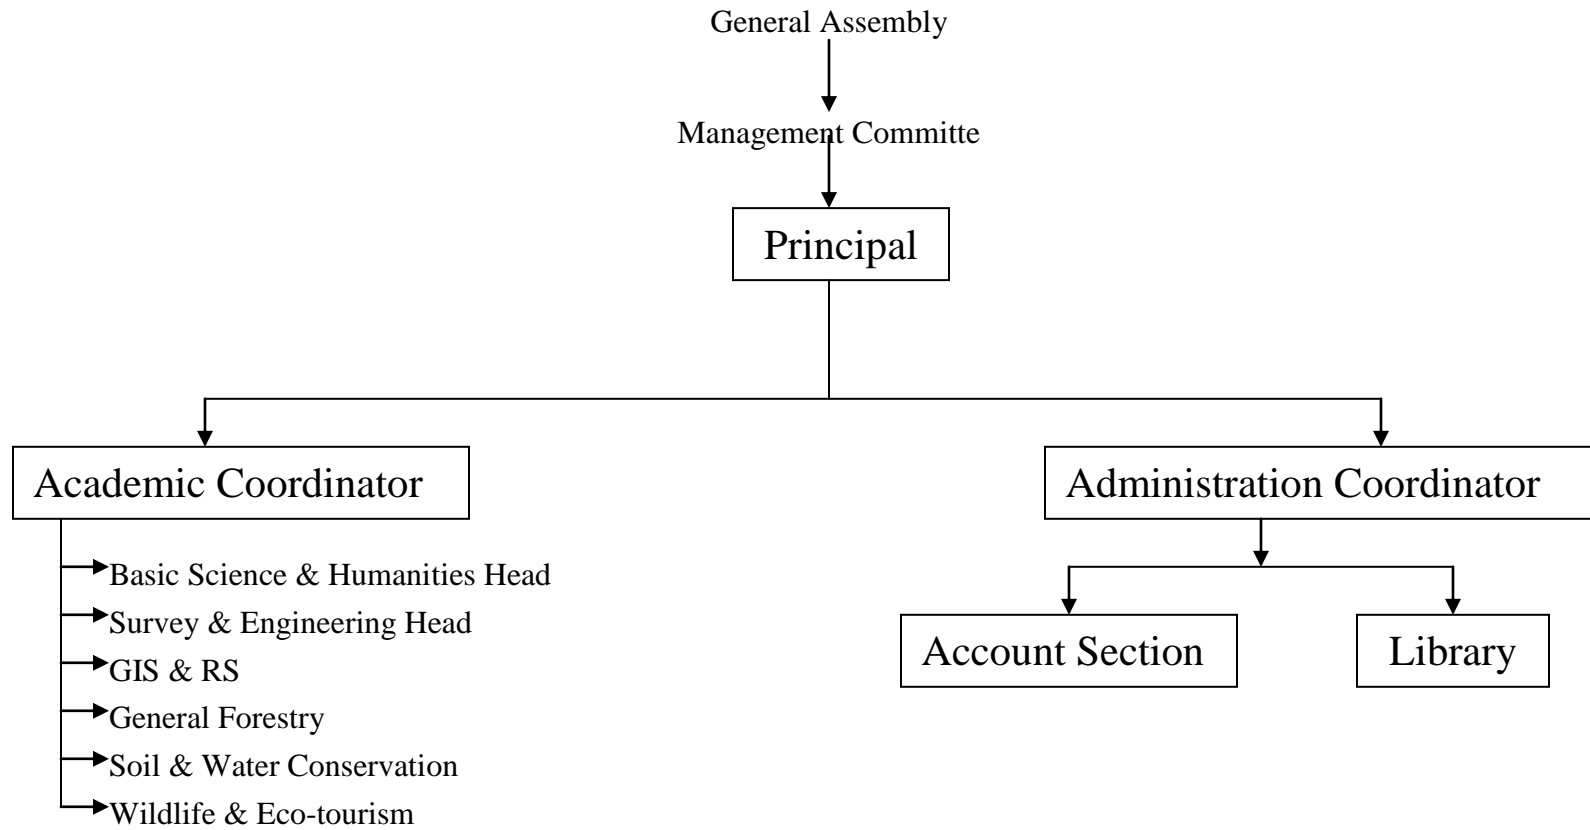 General Assembly
Management Committe
Principal
Academic Coordinator
Administration Coordinator
Basic Science & Humanities Head
Survey & Engineering Head
GIS & RS
General Forestry
Soil & Water Conservation
Wildlife & Eco-tourism
Account Section
Library